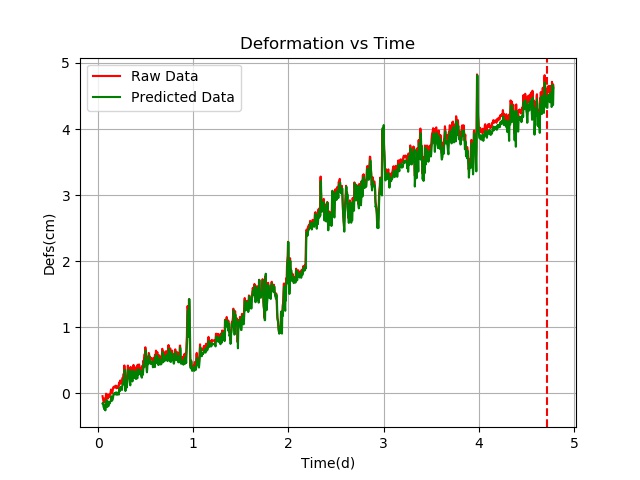 Deformation vs Time
Raw Data
Predicted Data
5
4
3
2
1
0
Defs(cm)
0 1 2 3 4 5
Time(d)